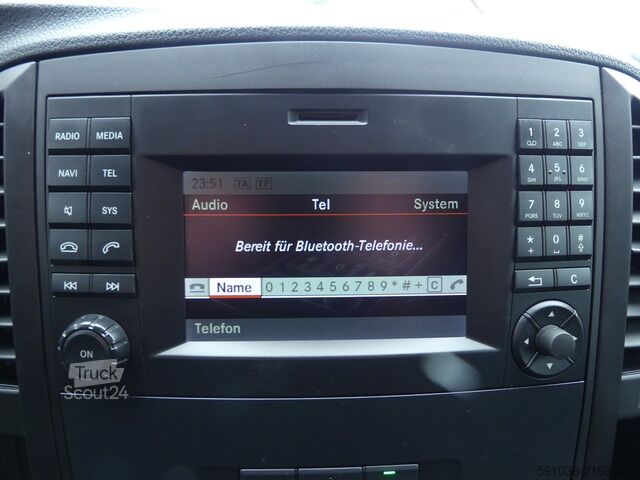 RADIO MEDIA
NAVI TEL
SYS
ON
23:51 TA TP
Audio Tel System
Bereit für Bluetooth-Telefonie...
Name 0 1 2 3 4 5 6 7 8 9 * # + C
Telefon
1 2 ABC 3 DEF
4 GHI 5 JKL 6 MNO
7 PQRS 8 TUV 9 WXYZ
* 0 #
C
Truck
Scout24